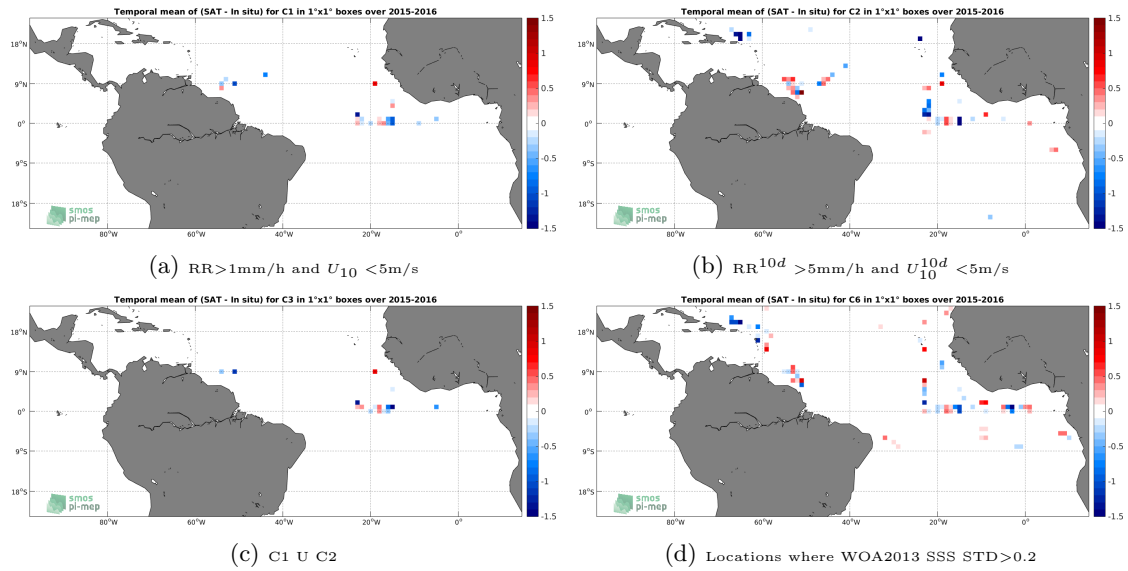 Temporal mean of (SAT - In situ) for C1 in 1°x1° boxes over 2015-2016
18°N
9°N
0°
9°S
18°S
80°W 60°W 40°W 20°W 0°
1.5
1
0.5
0
-0.5
-1
-1.5
smos
pi-mep
(a) RR>1mm/h and U10 <5m/s
Temporal mean of (SAT - In situ) for C2 in 1°x1° boxes over 2015-2016
18°N
9°N
0°
9°S
18°S
80°W 60°W 40°W 20°W 0°
1.5
1
0.5
0
-0.5
-1
-1.5
smos
pi-mep
(b) RR10d >5mm/h and U10d10 <5m/s
Temporal mean of (SAT - In situ) for C3 in 1°x1° boxes over 2015-2016
18°N
9°N
0°
9°S
18°S
80°W 60°W 40°W 20°W 0°
1.5
1
0.5
0
-0.5
-1
-1.5
smos
pi-mep
(c) C1 U C2
Temporal mean of (SAT - In situ) for C6 in 1°x1° boxes over 2015-2016
18°N
9°N
0°
9°S
18°S
80°W 60°W 40°W 20°W 0°
1.5
1
0.5
0
-0.5
-1
-1.5
smos
pi-mep
(d) Locations where WOA2013 SSS STD>0.2